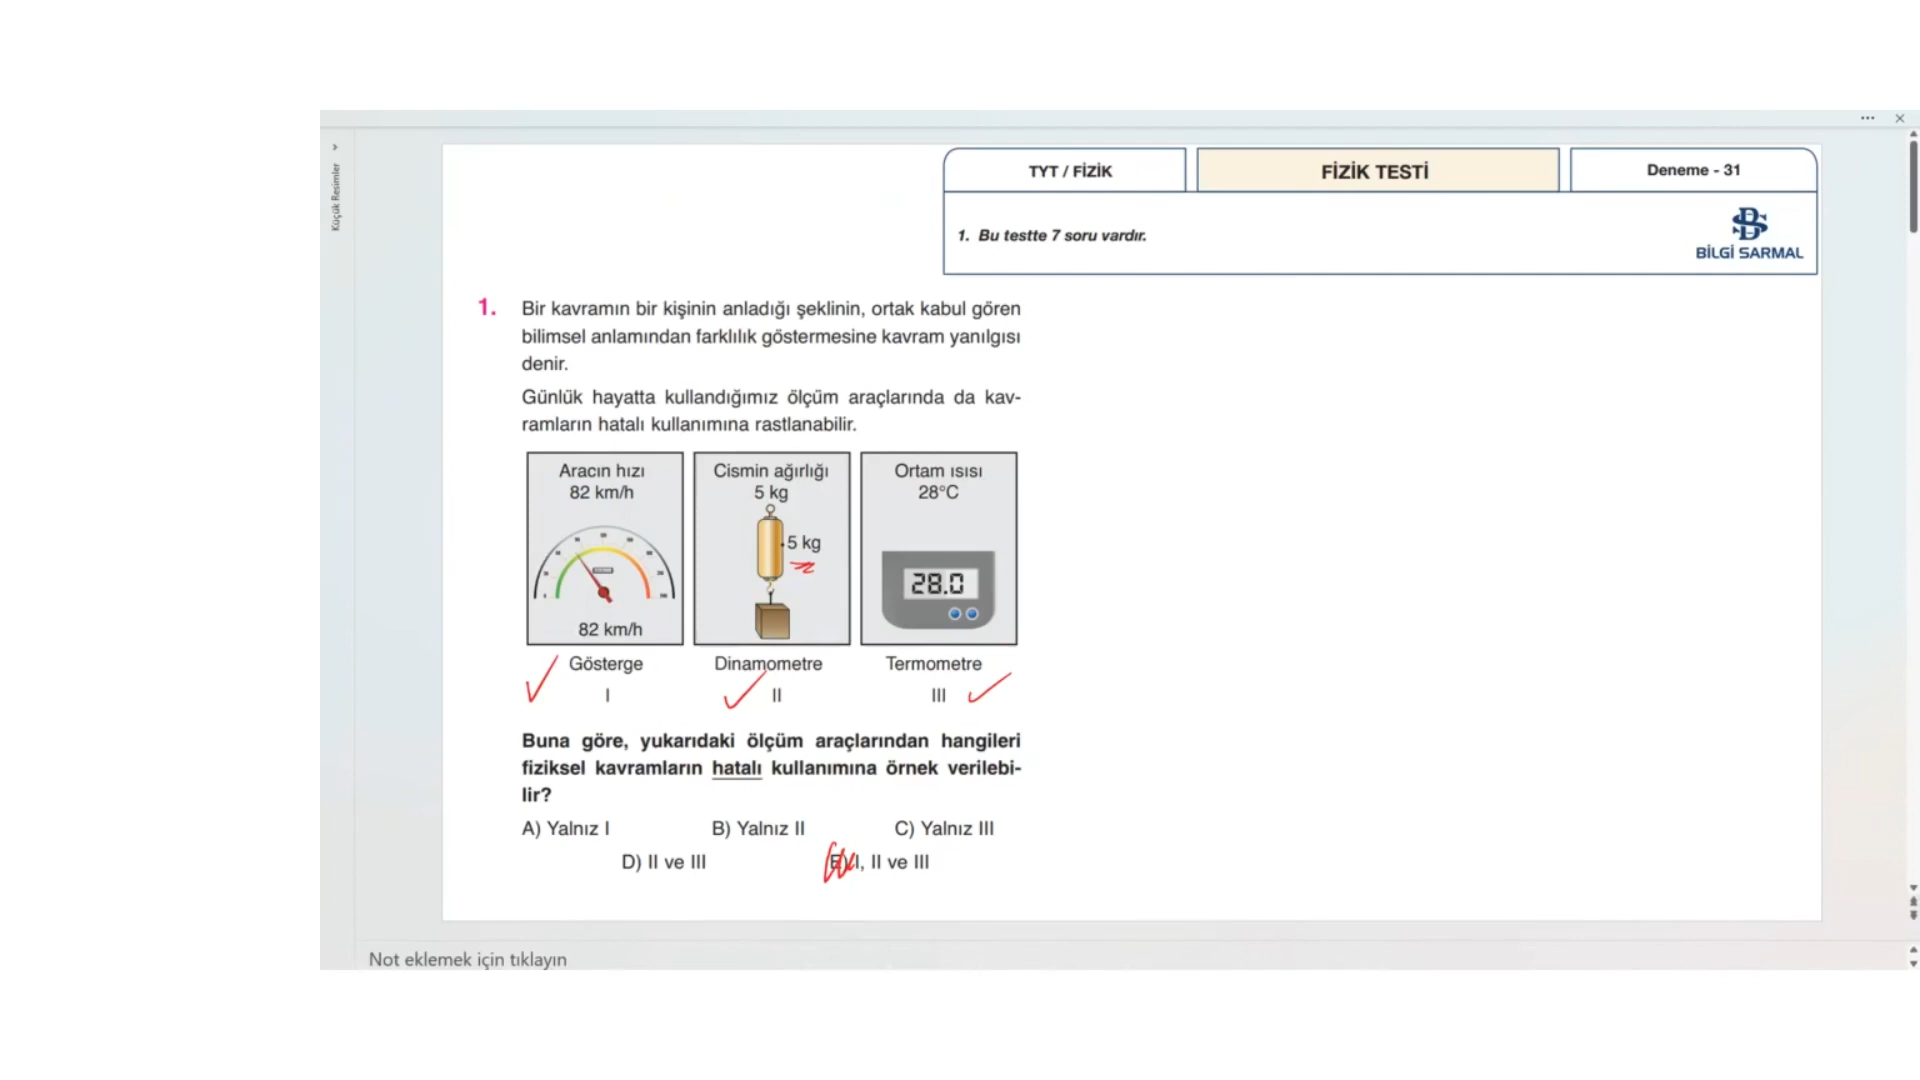 Küçük Resimler
TYT / FİZİK
FİZİK TESTİ
Deneme - 31
1. Bu testte 7 soru vardır.
BİLGİ SARMAL
1. Bir kavramın bir kişinin anladığı şeklinin, ortak kabul gören
bilimsel anlamından farklılık göstermesine kavram yanılgısı
denir.
Günlük hayatta kullandığımız ölçüm araçlarında da kav-
ramların hatalı kullanımına rastlanabilir.
Aracın hızı
82 km/h
82 km/h
Gösterge
I
Cismin ağırlığı
5 kg
5 kg
Dinamometre
II
Ortam ısısı
28°C
28.0
Termometre
III
Buna göre, yukarıdaki ölçüm araçlarından hangileri
fiziksel kavramların hatalı kullanımına örnek verilebi-
lir?
A) Yalnız I
B) Yalnız II
C) Yalnız III
D) II ve III
E) I, II ve III
Not eklemek için tıklayın